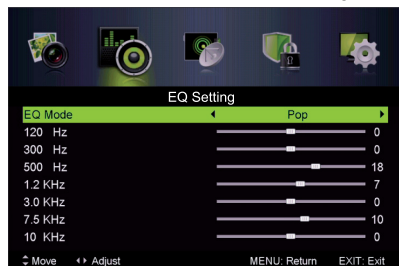 EQ Setting
EQ Mode Pop
120 Hz 0
300 Hz 0
500 Hz 18
1.2 KHz 7
3.0 KHz 0
7.5 KHz 10
10 KHz 0
Move Adjust MENU: Return EXIT: Exit